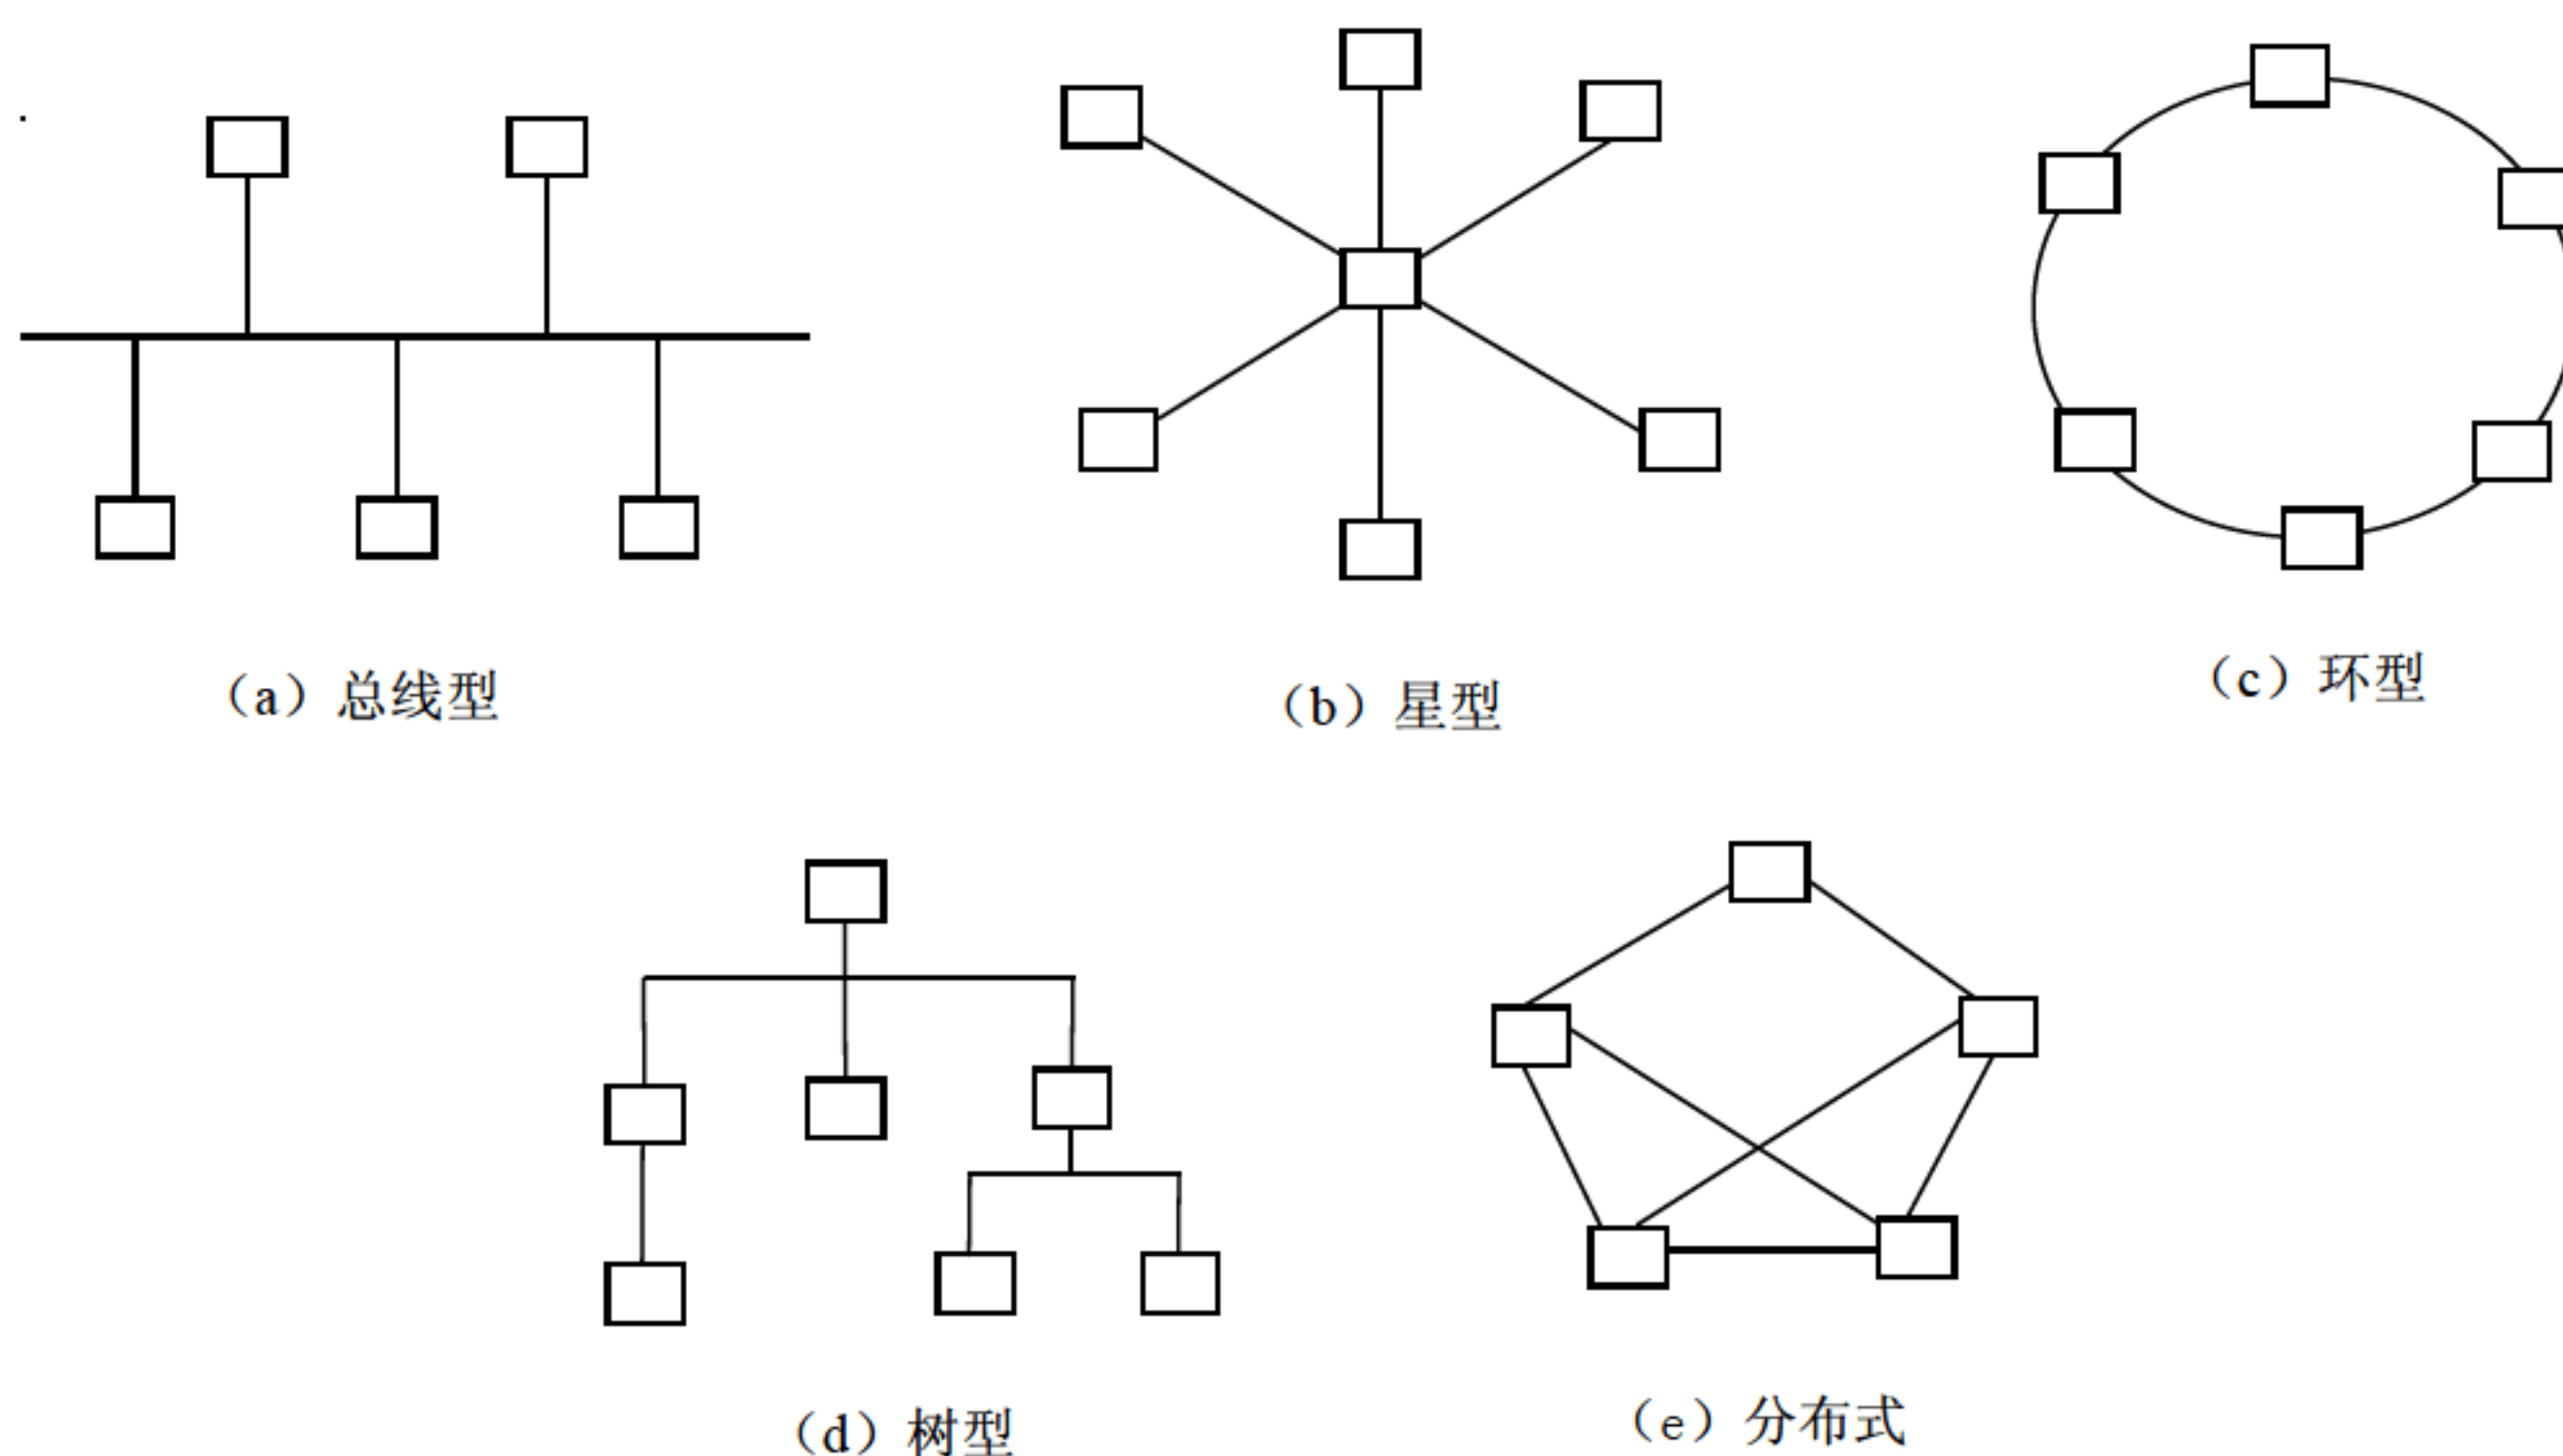 （a）总线型
（b）星型
（c）环型
（d）树型
（e）分布式